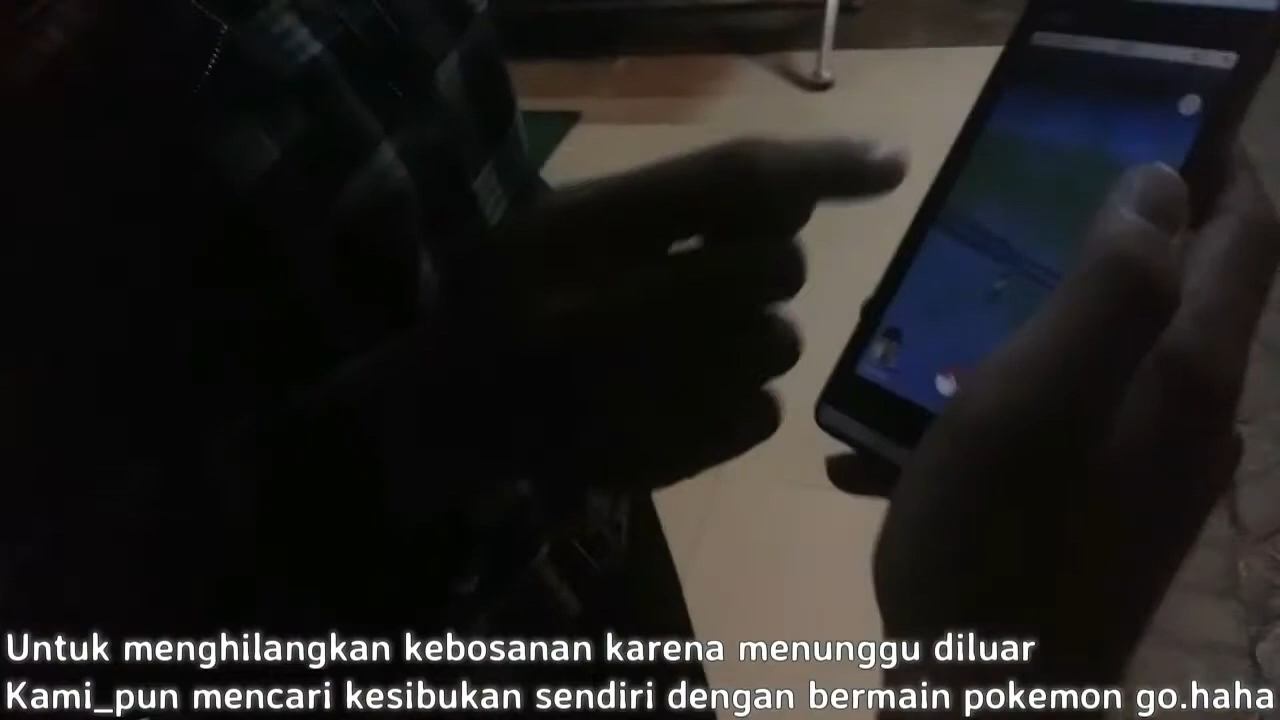 Untuk menghilangkan kebosanan karena menunggu diluar
Kami_pun mencari kesibukan sendiri dengan bermain pokemon go.haha